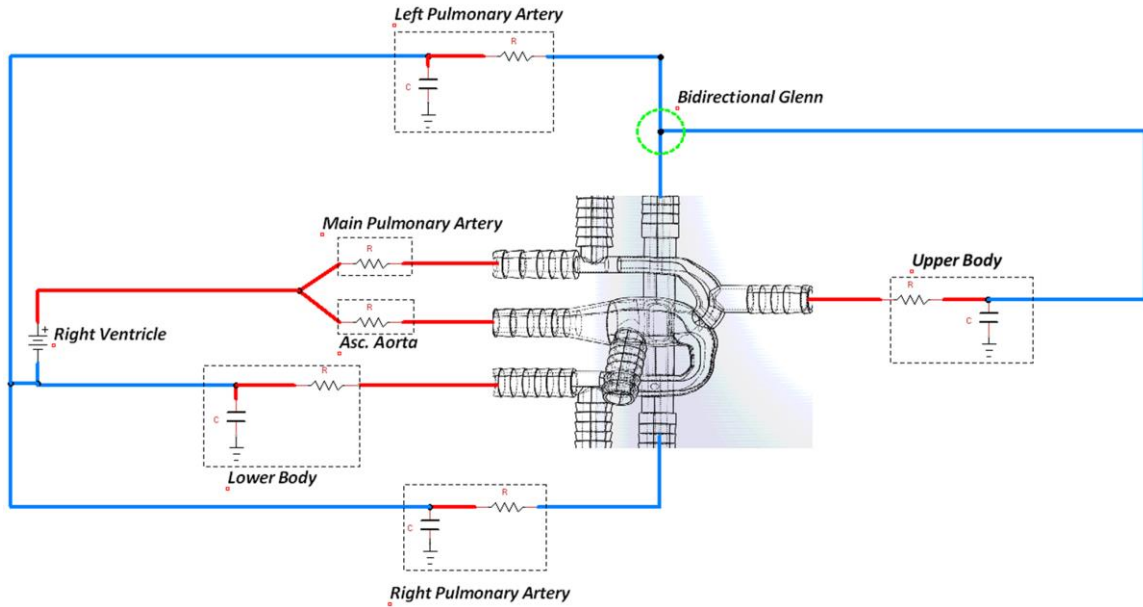 Left Pulmonary Artery
R
C
Bidirectional Glenn
Main Pulmonary Artery
R
Upper Body
R
C
R
Asc. Aorta
+
Right Ventricle
R
C
Lower Body
R
C
Right Pulmonary Artery